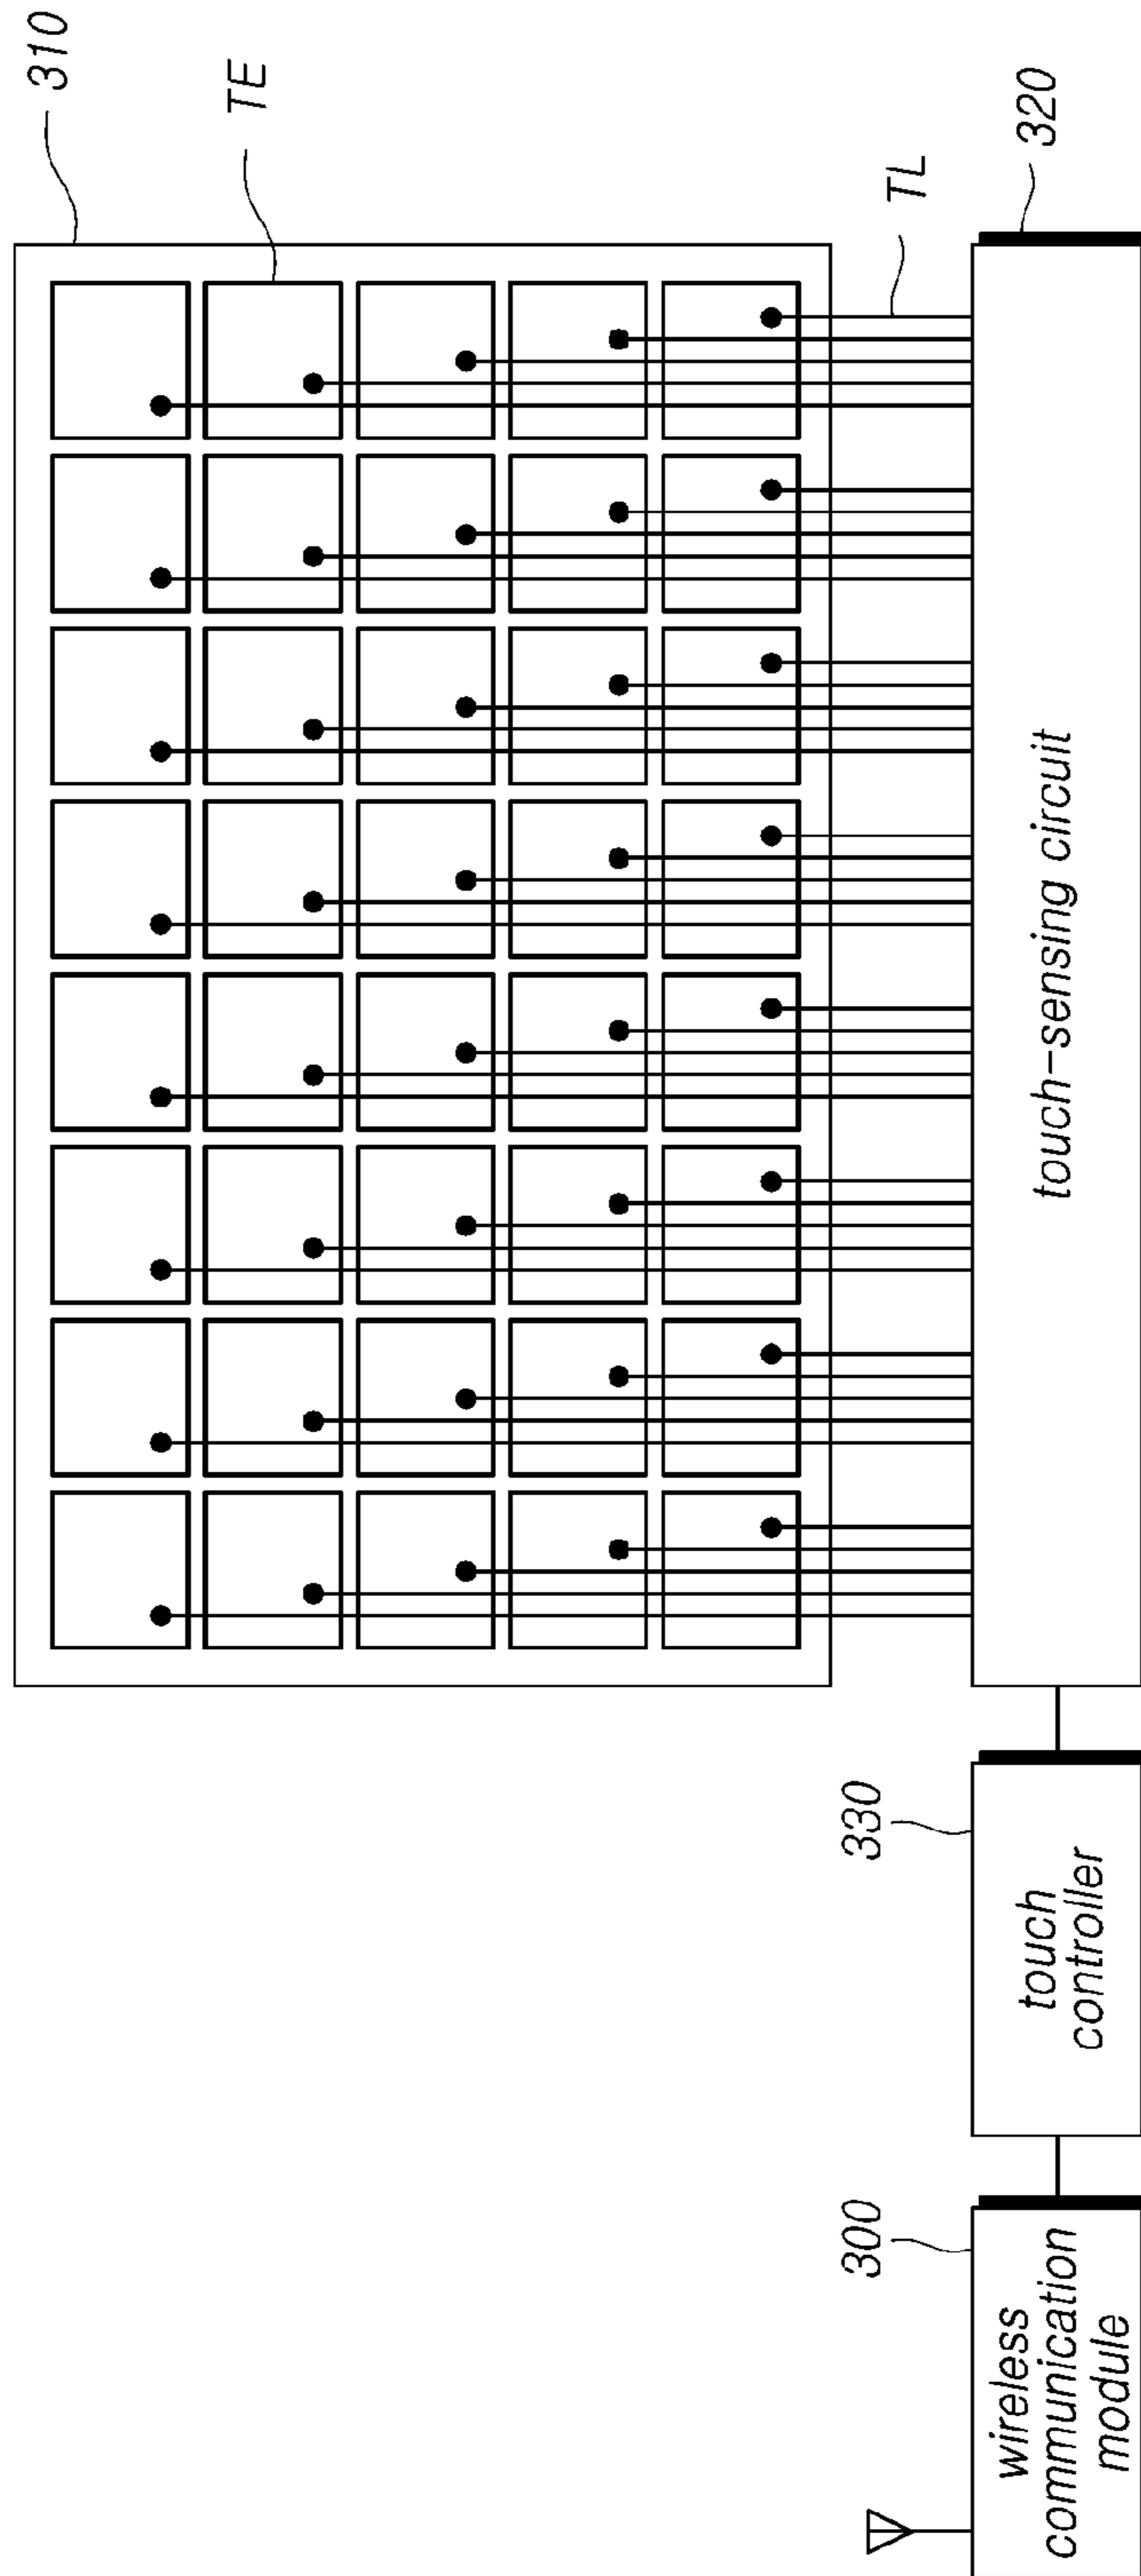 310
TE
TL
320
touch-sensing circuit
330
touch
controller
300
wireless
communication
module